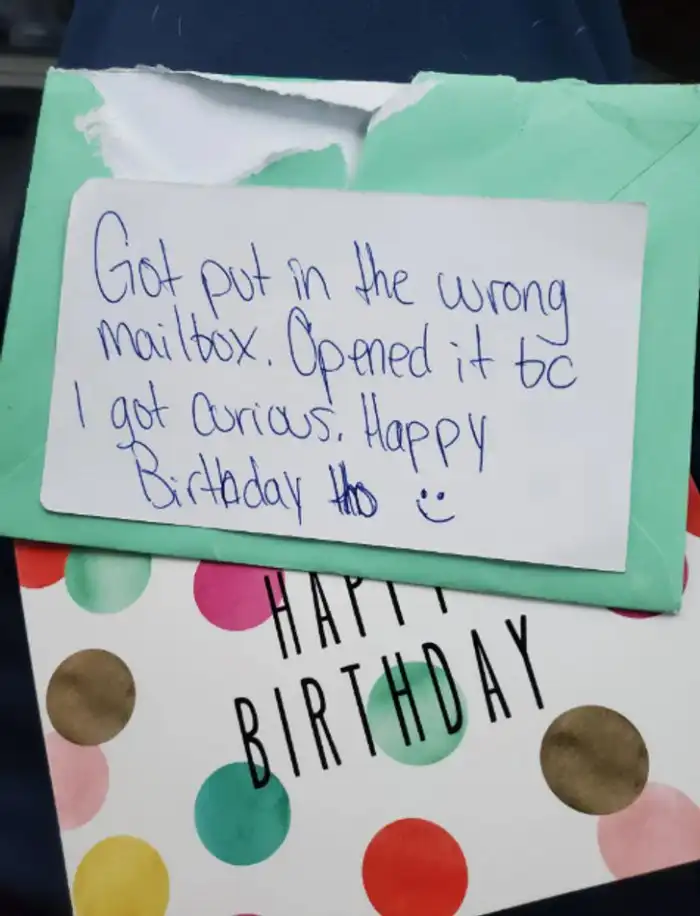 Got put in the wrong
mailbox. Opened it bc
I got curious. Happy
Birthday tho :)
HAPPY
BIRTHDAY